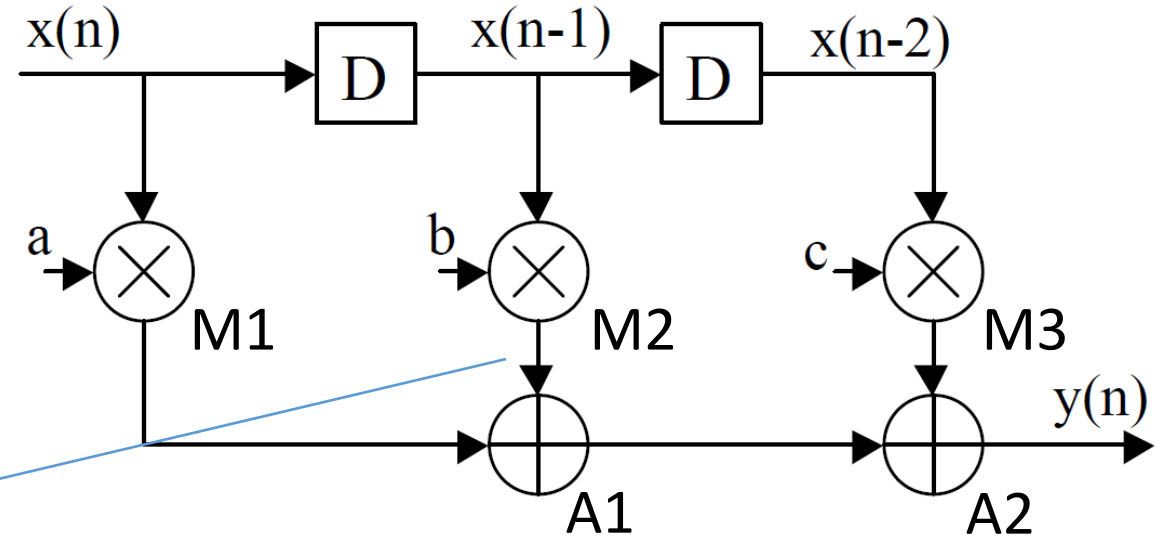 x(n) x(n-1) x(n-2)
D D
a b c
M1 M2 M3
y(n)
A1 A2